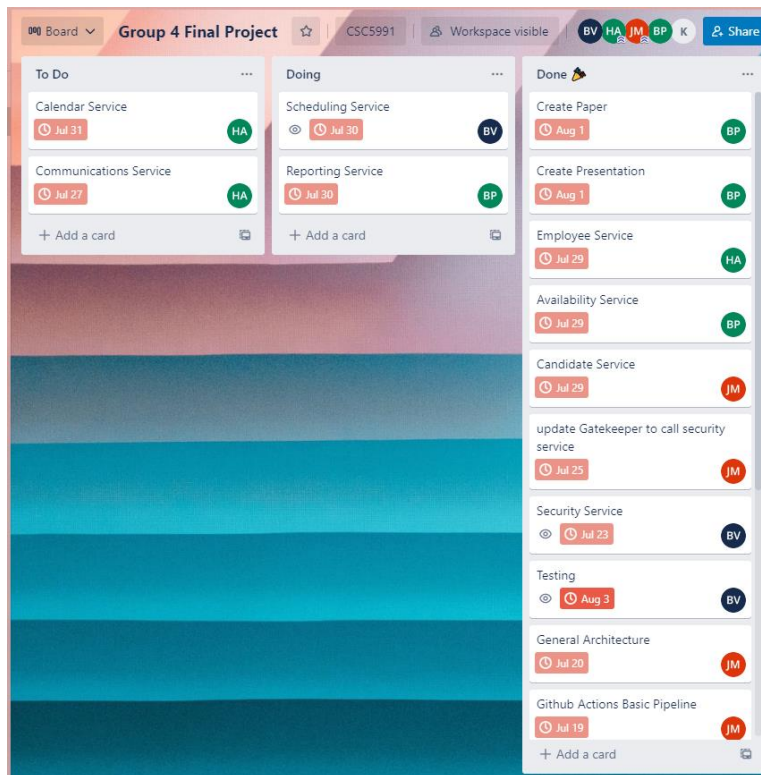 Board
Group 4 Final Project
CSC5991
Workspace visible
BV HA JM BP K
Share
To Do
Calendar Service
Jul 31
HA
Communications Service
Jul 27
HA
+ Add a card
Doing
Scheduling Service
Jul 30
BV
Reporting Service
Jul 30
BP
+ Add a card
Done
Create Paper
Aug 1
BP
Create Presentation
Aug 1
BP
Employee Service
Jul 29
HA
Availability Service
Jul 29
BP
Candidate Service
Jul 29
JM
update Gatekeeper to call security
service
Jul 25
JM
Security Service
Jul 23
BV
Testing
Aug 3
BV
General Architecture
Jul 20
JM
Github Actions Basic Pipeline
Jul 19
JM
+ Add a card